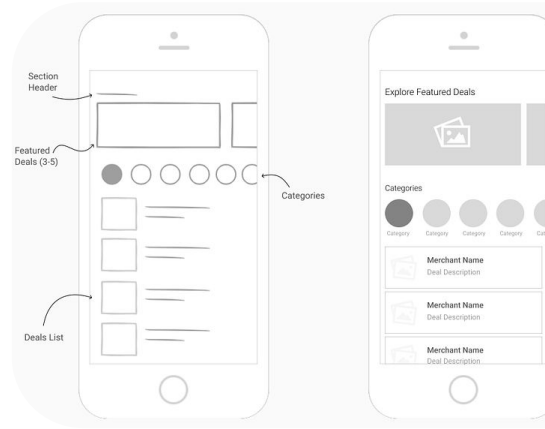 Section
Header
Featured
Deals (3-5)
Categories
Deals List
Explore Featured Deals
Categories
Category
Category
Category
Category
Merchant Name
Deal Description
Merchant Name
Deal Description
Merchant Name
Deal Description